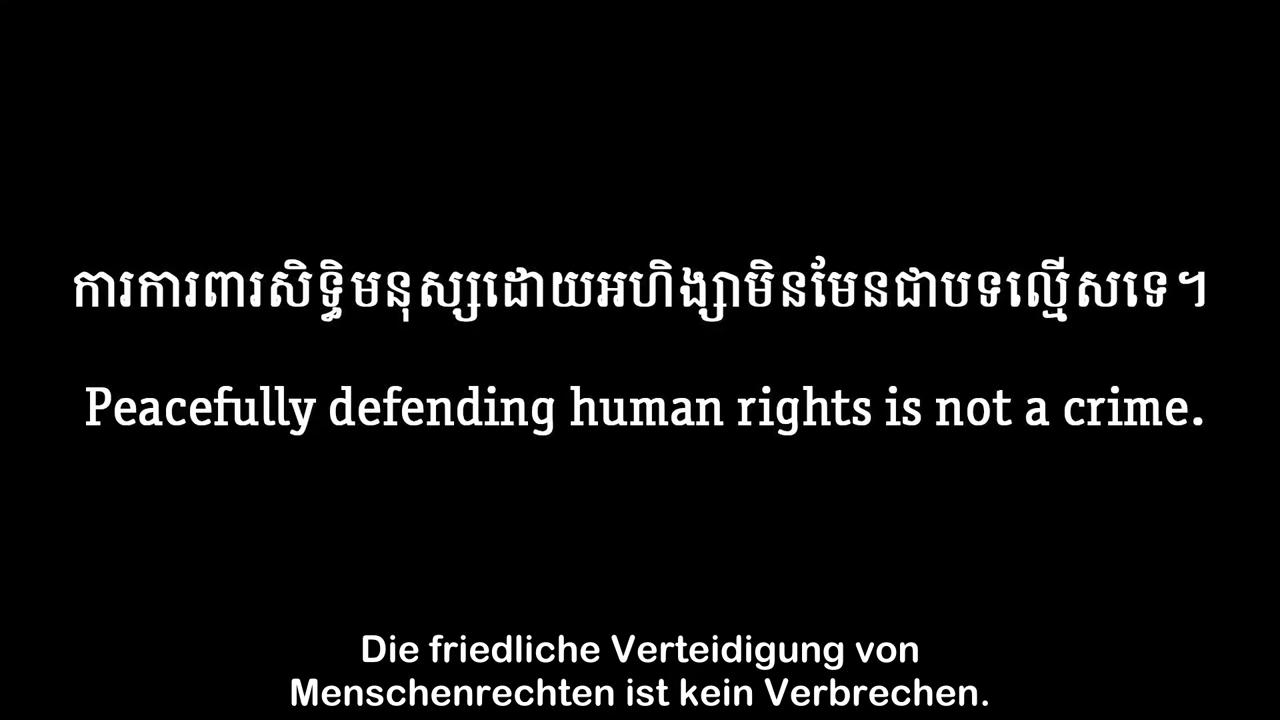 ការការពារសិទ្ធិមនុស្សដោយអហិង្សាមិនមែនជាបទល្មើសទេ។
Peacefully defending human rights is not a crime.
Die friedliche Verteidigung von
Menschenrechten ist kein Verbrechen.